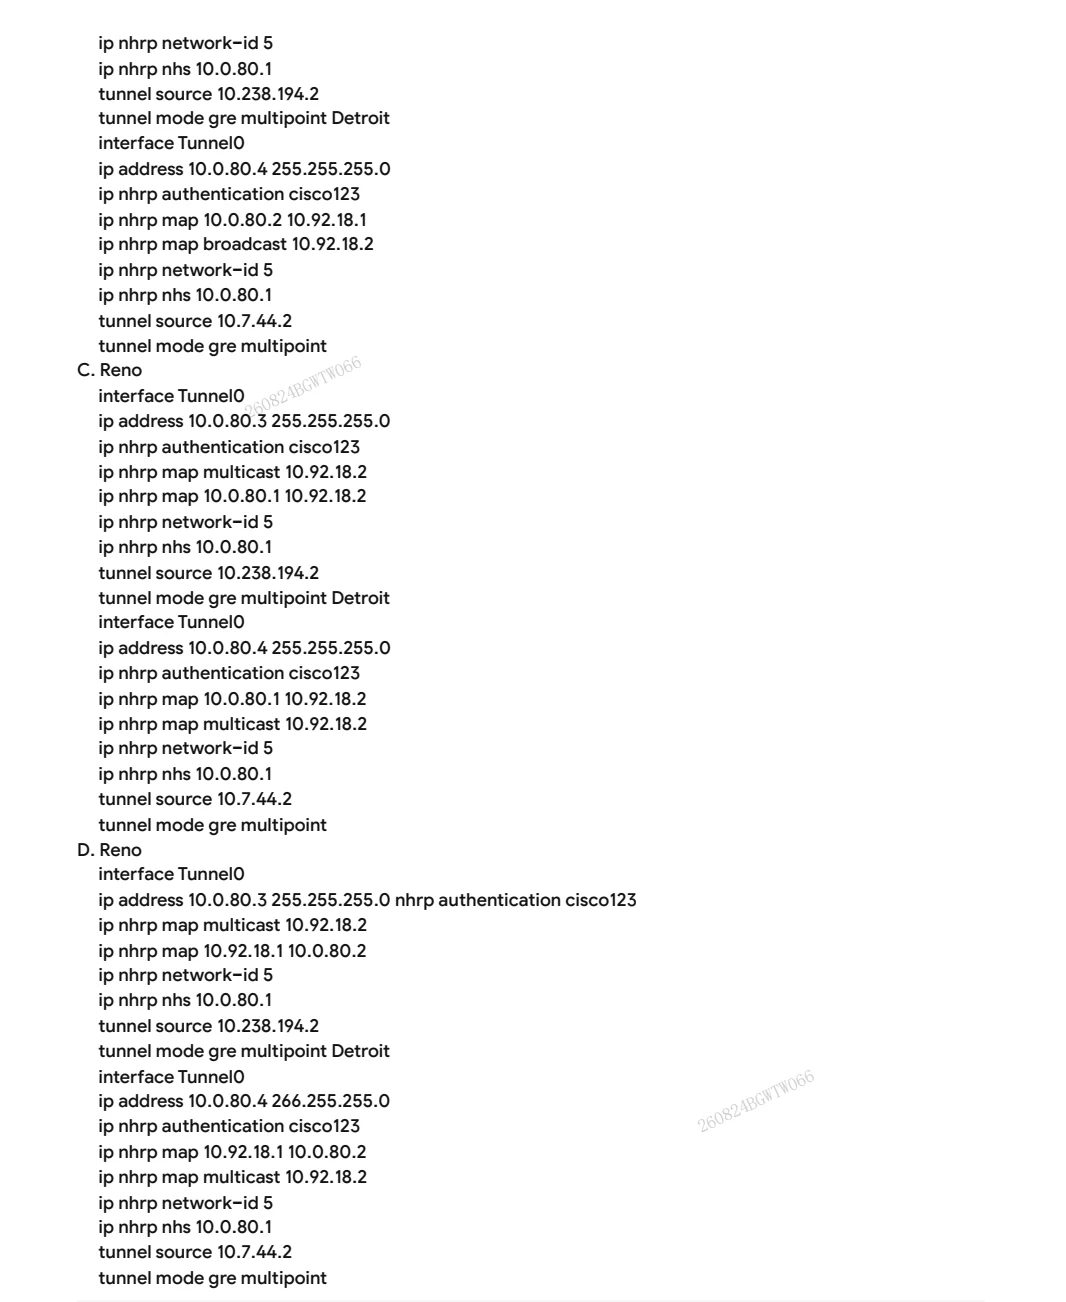 ip nhrp network-id 5
ip nhrp nhs 10.0.80.1
tunnel source 10.238.194.2
tunnel mode gre multipoint Detroit
interface Tunnel0
ip address 10.0.80.4 255.255.255.0
ip nhrp authentication cisco123
ip nhrp map 10.0.80.2 10.92.18.1
ip nhrp map broadcast 10.92.18.2
ip nhrp network-id 5
ip nhrp nhs 10.0.80.1
tunnel source 10.7.44.2
tunnel mode gre multipoint
C. Reno
interface Tunnel0
260824BGWTW066
ip address 10.0.80.3 255.255.255.0
ip nhrp authentication cisco123
ip nhrp map multicast 10.92.18.2
ip nhrp map 10.0.80.1 10.92.18.2
ip nhrp network-id 5
ip nhrp nhs 10.0.80.1
tunnel source 10.238.194.2
tunnel mode gre multipoint Detroit
interface Tunnel0
ip address 10.0.80.4 255.255.255.0
ip nhrp authentication cisco123
ip nhrp map 10.0.80.1 10.92.18.2
ip nhrp map multicast 10.92.18.2
ip nhrp network-id 5
ip nhrp nhs 10.0.80.1
tunnel source 10.7.44.2
tunnel mode gre multipoint
D. Reno
interface Tunnel0
ip address 10.0.80.3 255.255.255.0 nhrp authentication cisco123
ip nhrp map multicast 10.92.18.2
ip nhrp map 10.92.18.1 10.0.80.2
ip nhrp network-id 5
ip nhrp nhs 10.0.80.1
tunnel source 10.238.194.2
tunnel mode gre multipoint Detroit
interface Tunnel0
ip address 10.0.80.4 266.255.255.0
260824BGWTW066
ip nhrp authentication cisco123
ip nhrp map 10.92.18.1 10.0.80.2
ip nhrp map multicast 10.92.18.2
ip nhrp network-id 5
ip nhrp nhs 10.0.80.1
tunnel source 10.7.44.2
tunnel mode gre multipoint